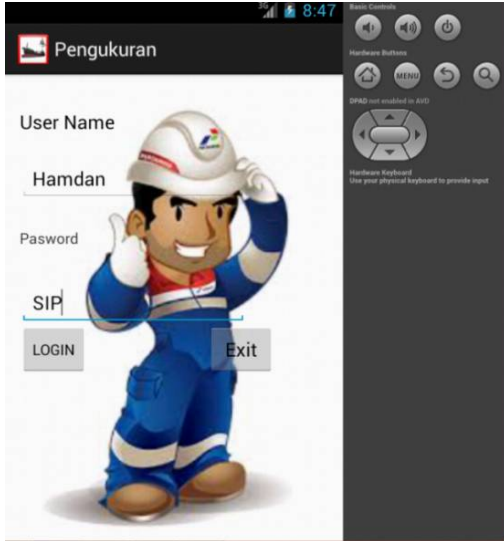 3G 8:47
Pengukuran
User Name
Hamdan
Pasword
SIP
LOGIN
Exit
Basic Controls
Hardware Buttons
MENU
DPAD not enabled in AVD
Hardware Keyboard
Use your physical keyboard to provide input